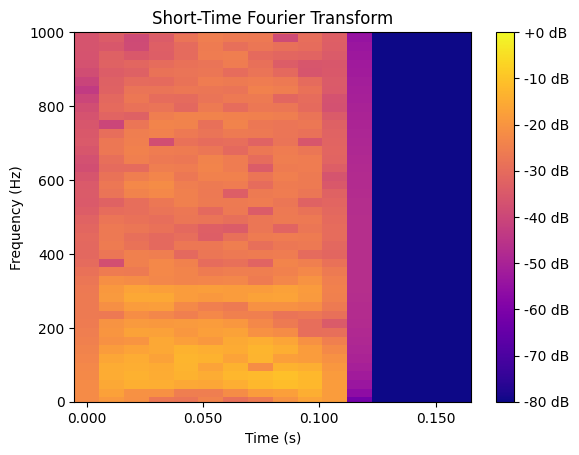 Short-Time Fourier Transform
1000
800
600
400
200
0
Frequency (Hz)
0.000
0.050
0.100
0.150
Time (s)
+0 dB
-10 dB
-20 dB
-30 dB
-40 dB
-50 dB
-60 dB
-70 dB
-80 dB